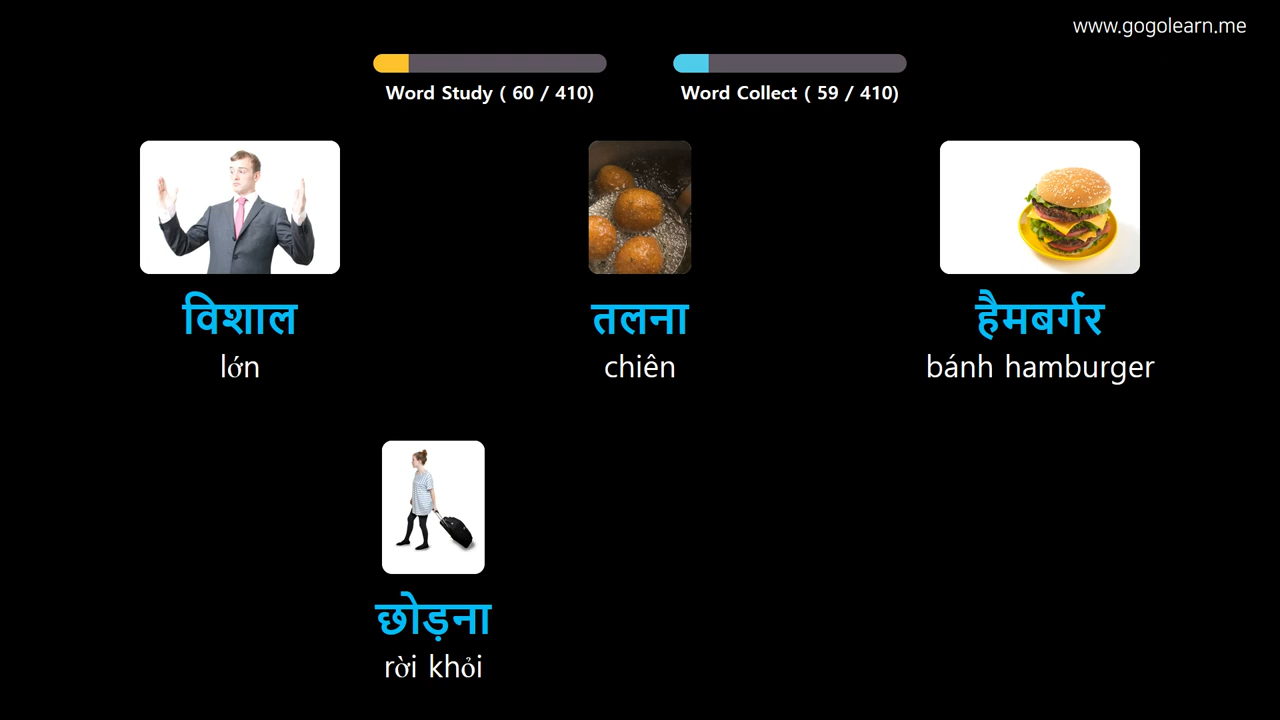 www.gogolearn.me
Word Study ( 60 / 410)
Word Collect ( 59 / 410)
विशाल
lớn
तलना
chiên
हैमबर्गर
bánh hamburger
छोड़ना
rời khỏi